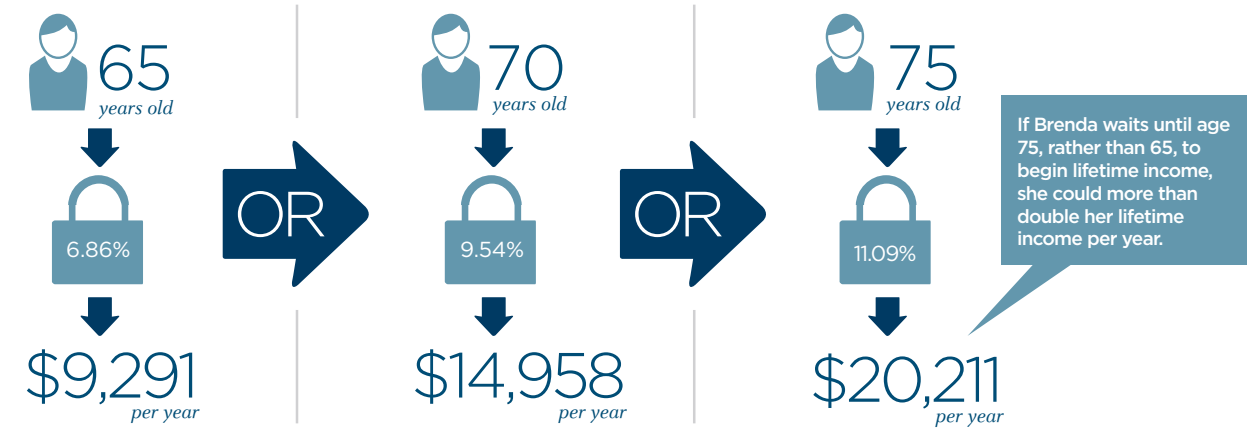 65
years old
6.86%
$9,291
per year
OR
70
years old
9.54%
$14,958
per year
OR
75
years old
11.09%
$20,211
per year
If Brenda waits until age
75, rather than 65, to
begin lifetime income,
she could more than
double her lifetime
income per year.